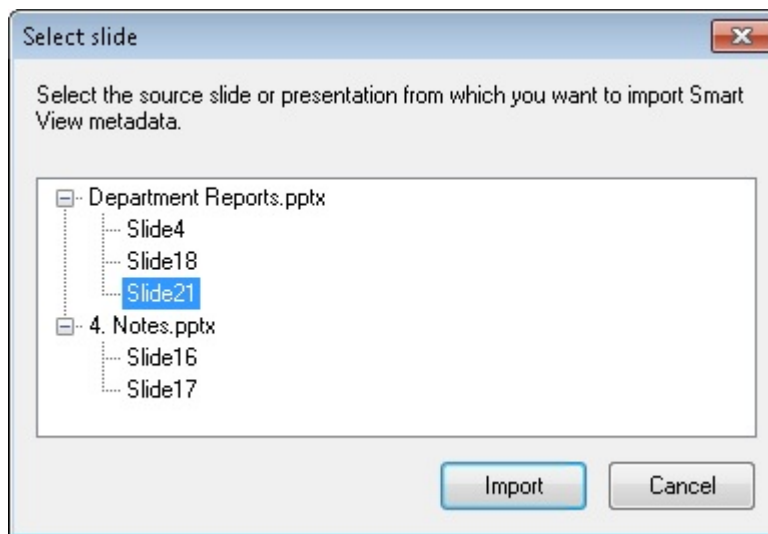 Select slide
Select the source slide or presentation from which you want to import Smart
View metadata.
Department Reports.pptx
Slide4
Slide18
Slide21
4. Notes.pptx
Slide16
Slide17
Import Cancel